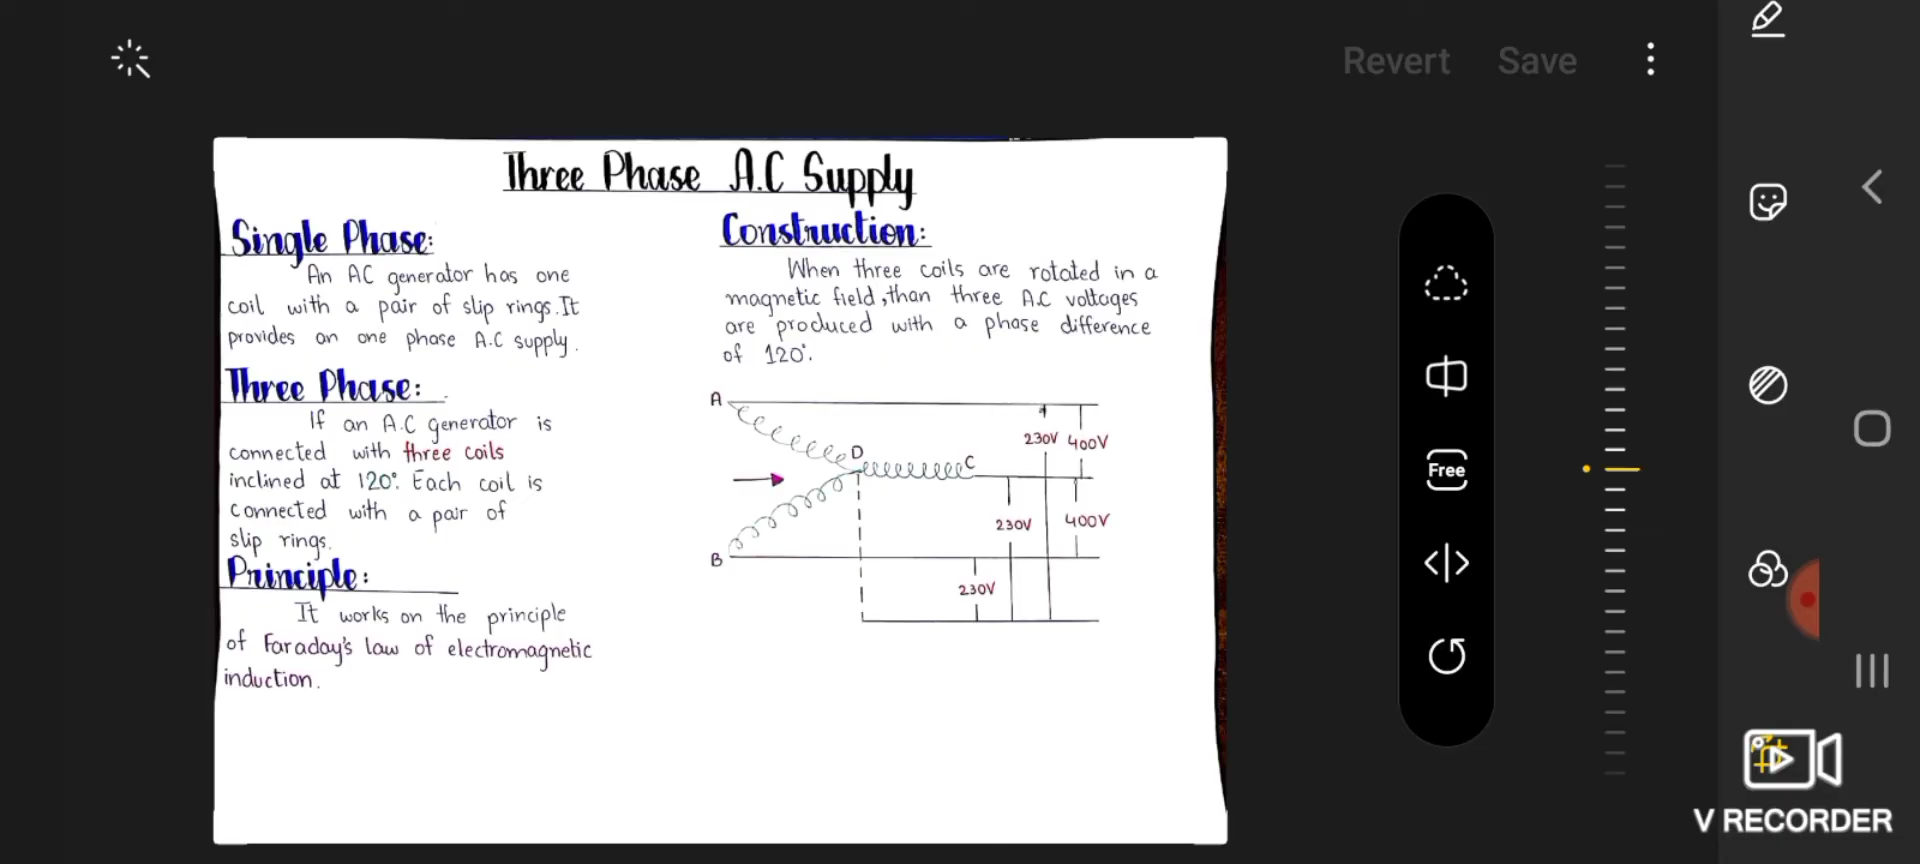 Revert Save
Three Phase A.C Supply
Single Phase:
An AC generator has one
coil with a pair of slip rings.It
provides an one phase A.C supply.
Three Phase:
If an A.C generator is
connected with three coils
inclined at 120°. Each coil is
connected with a pair of
slip rings.
Principle:
It works on the principle
of Faraday's law of electromagnetic
induction.
Construction:
When three coils are rotated in a
magnetic field,than three A.C voltages
are produced with a phase difference
of 120°.
A
D
C
B
230V 400V
230V 400V
230V
Free
V RECORDER